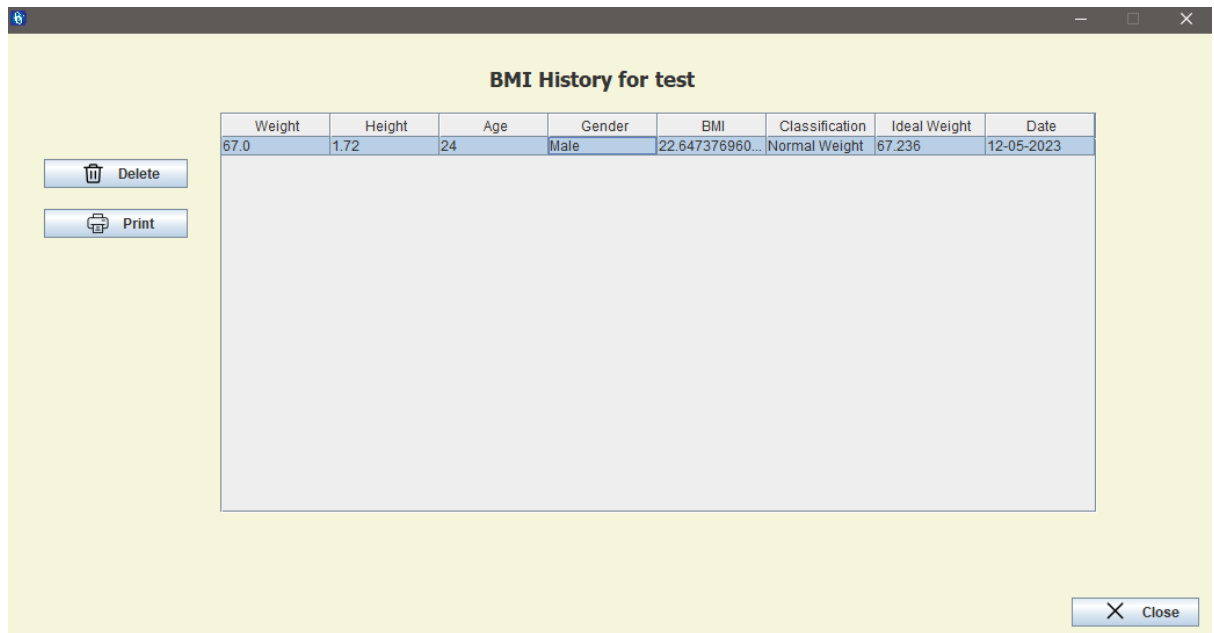 BMI History for test
Weight Height Age Gender BMI Classification Ideal Weight Date
67.0 1.72 24 Male 22.647376960... Normal Weight 67.236 12-05-2023
Delete
Print
Close